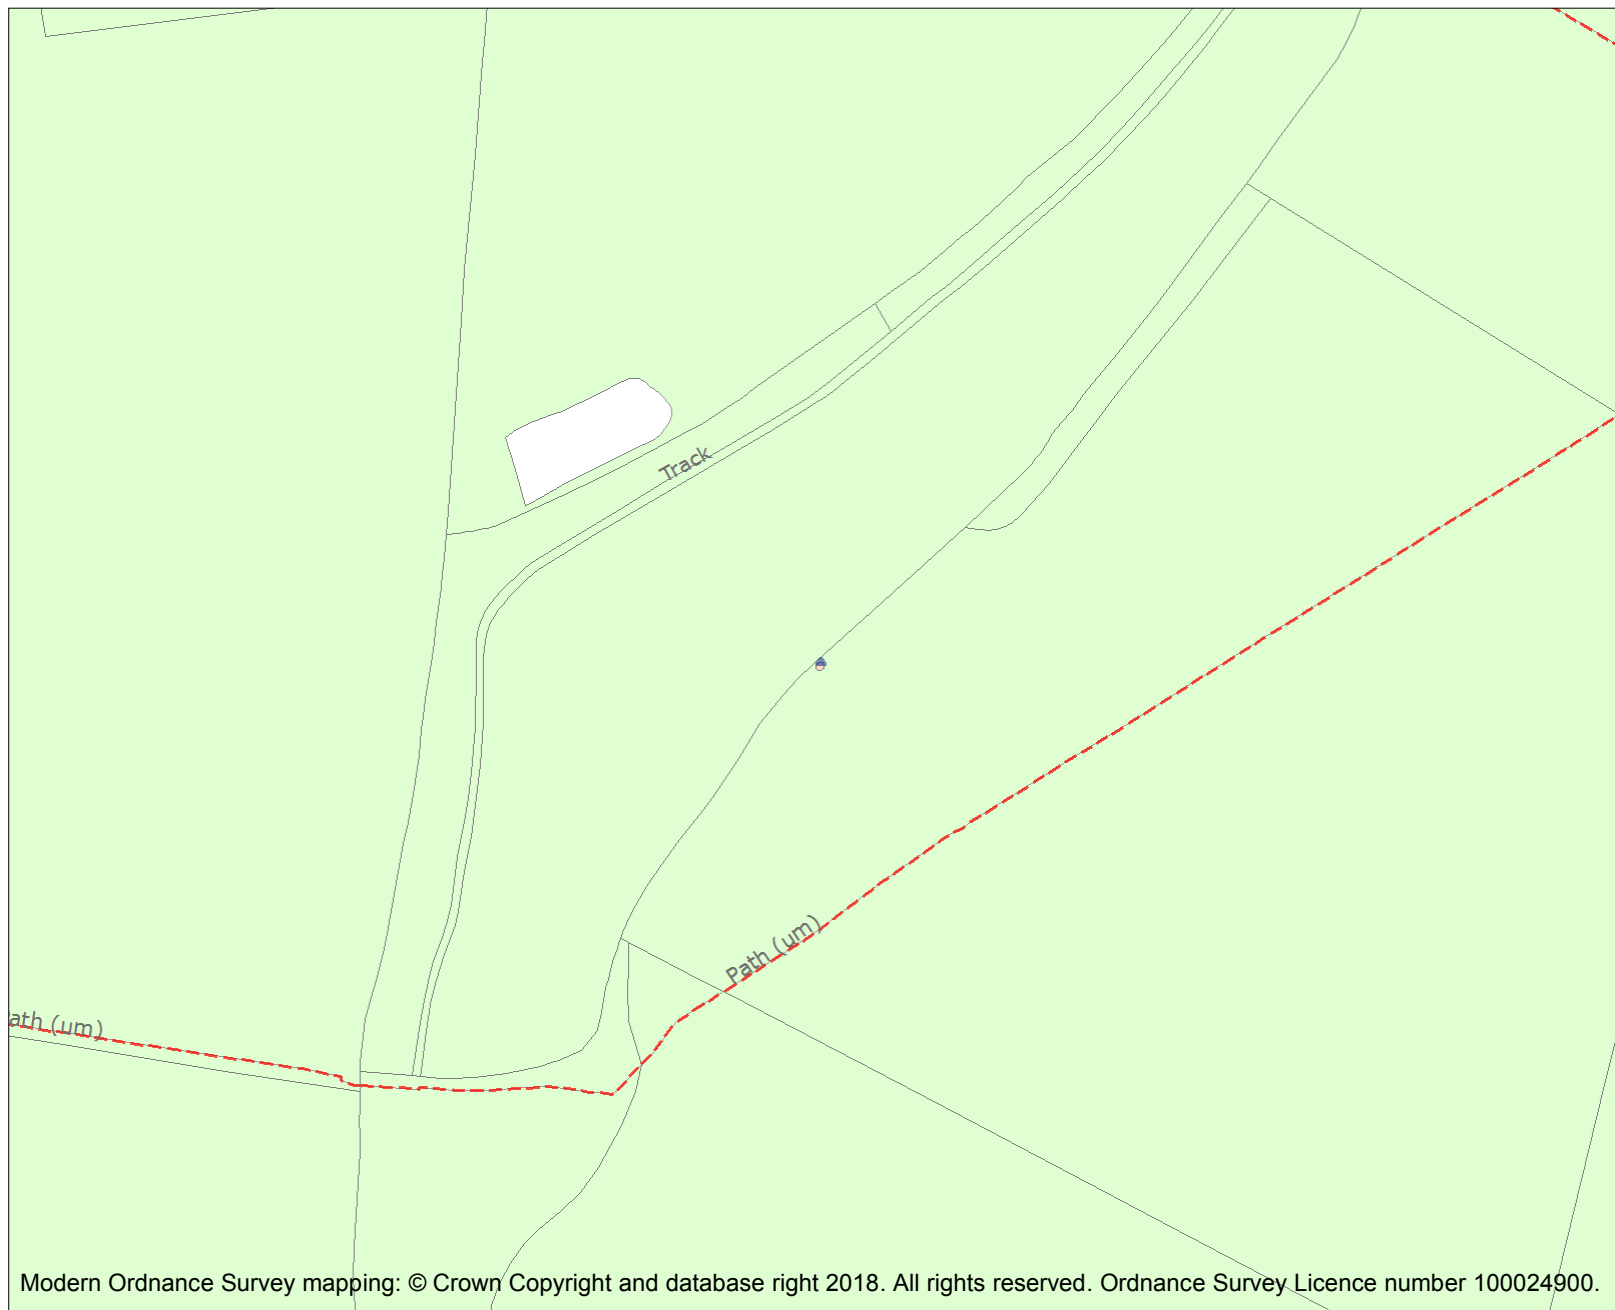 Track
Path (um)
ath (um)
Modern Ordnance Survey mapping: © Crown Copyright and database right 2018. All rights reserved. Ordnance Survey Licence number 100024900.